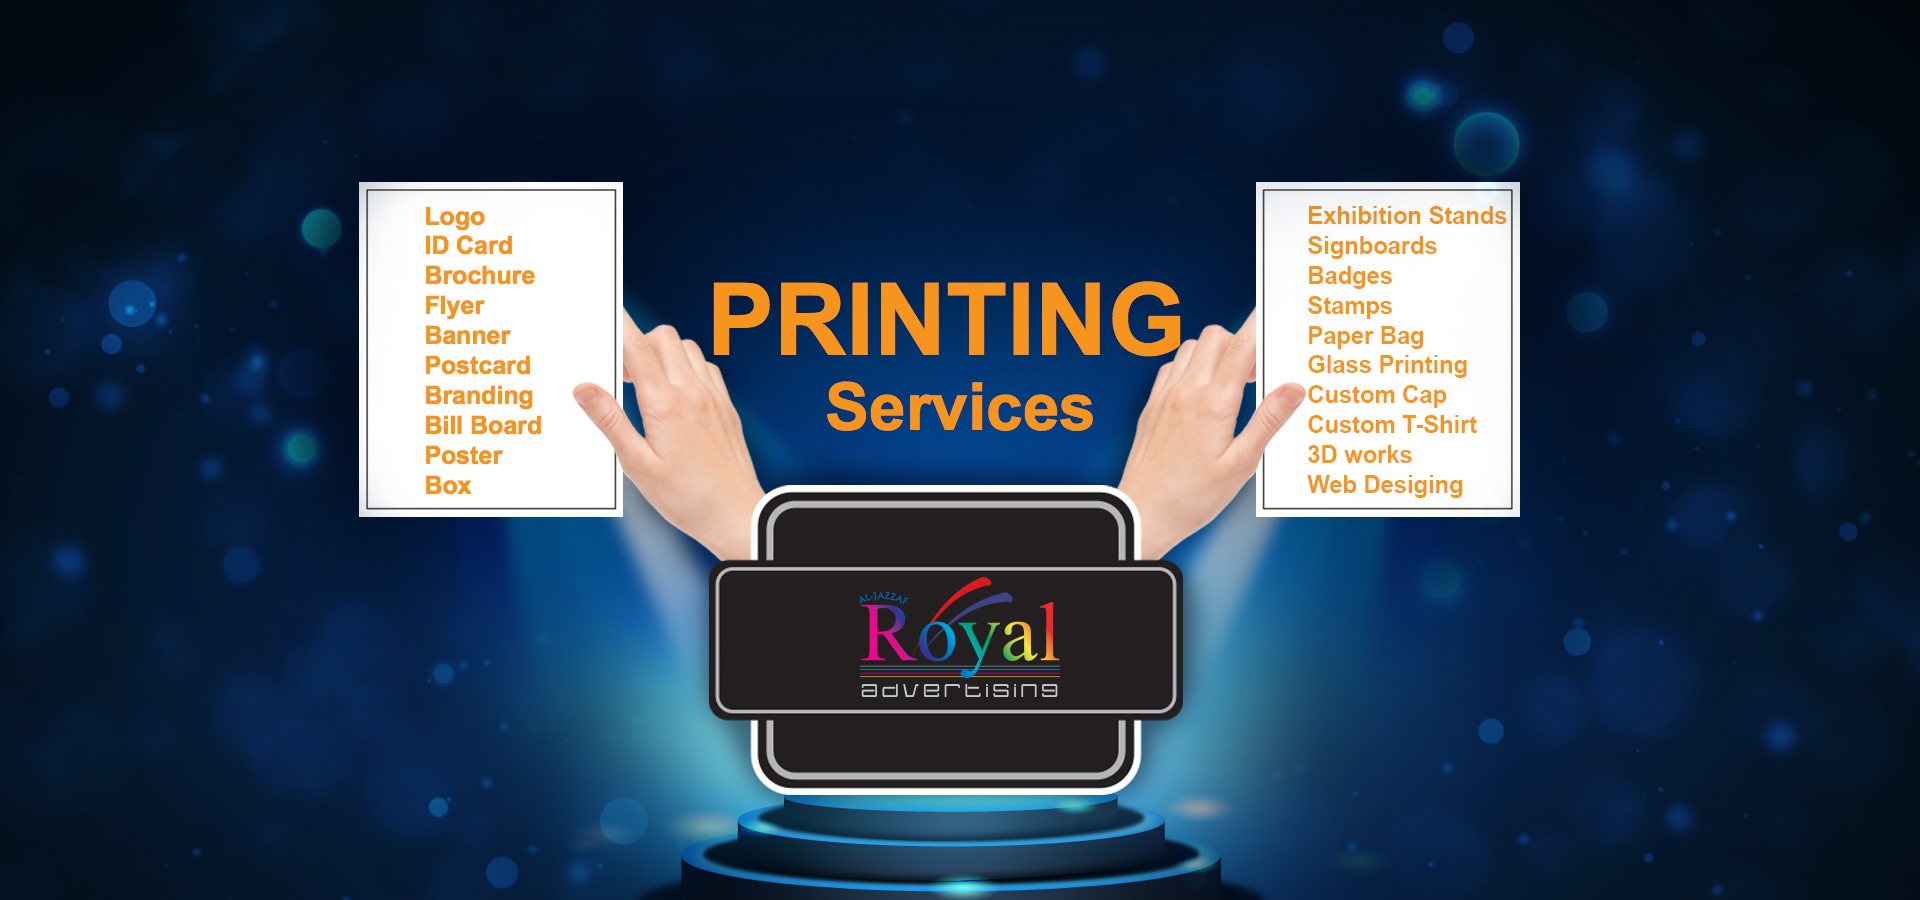 Logo
ID Card
Brochure
Flyer
Banner
Postcard
Branding
Bill Board
Poster
Box
PRINTING
Services
Exhibition Stands
Signboards
Badges
Stamps
Paper Bag
Glass Printing
Custom Cap
Custom T-Shirt
3D works
Web Desiging
AL-JAZZAF
Royal
advertising